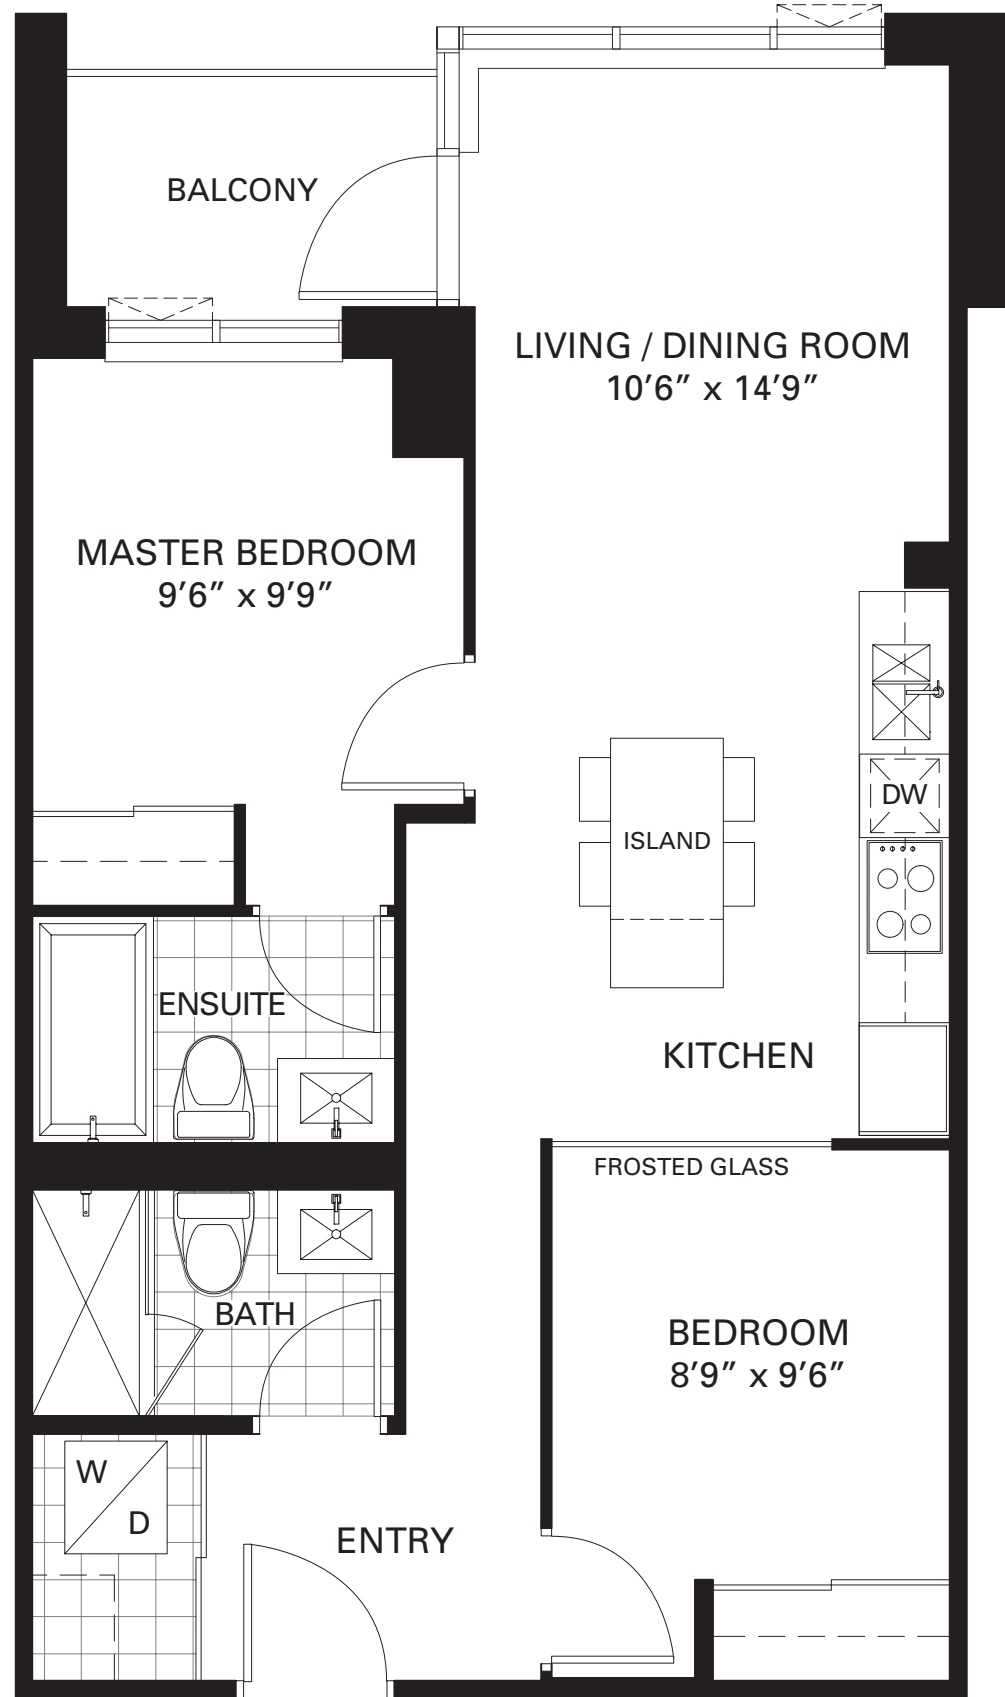 BALCONY
LIVING / DINING ROOM
10’6” x 14’9”
MASTER BEDROOM
9’6” x 9’9”
DW
ISLAND
ENSUITE
KITCHEN
FROSTED GLASS
BATH
BEDROOM
8’9” x 9’6”
W
D
ENTRY